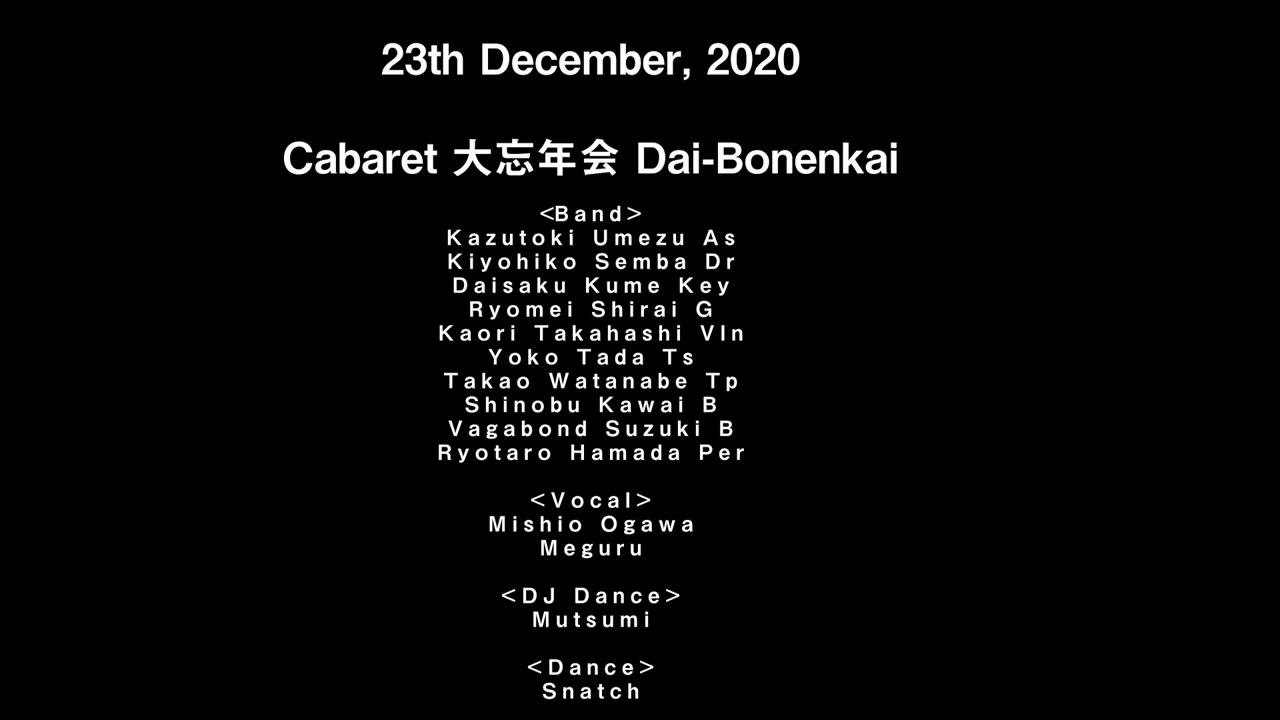 23th December, 2020
Cabaret 大忘年会 Dai-Bonenkai
<Band>
Kazutoki Umezu As
Kiyohiko Semba Dr
Daisaku Kume Key
Ryomei Shirai G
Kaori Takahashi Vln
Yoko Tada Ts
Takao Watanabe Tp
Shinobu Kawai B
Vagabond Suzuki B
Ryotaro Hamada Per
<Vocal>
Mishio Ogawa
Meguru
<DJ Dance>
Mutsumi
<Dance>
Snatch